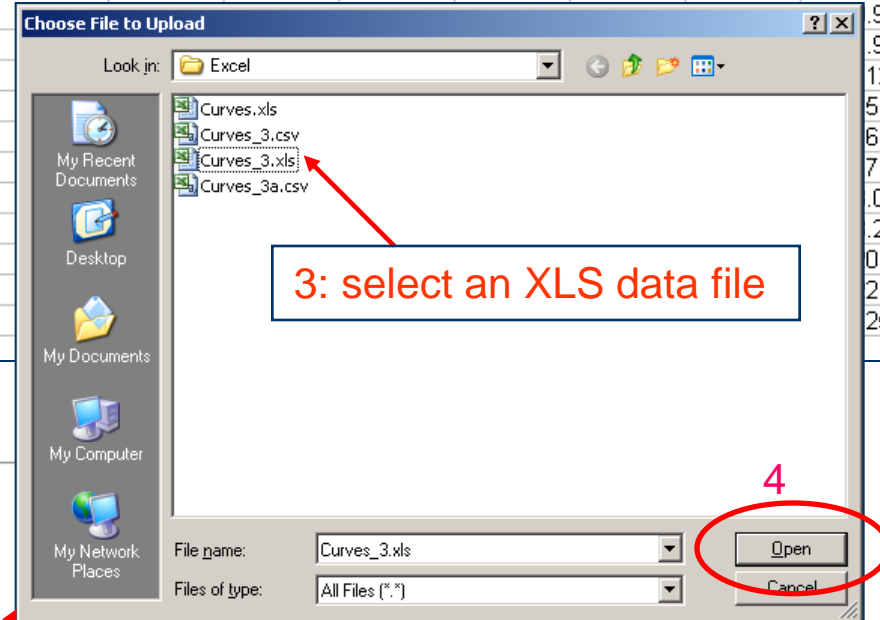 Choose File to Upload
Look in: Excel
Curves.xls
Curves_3.csv
Curves_3.xls
Curves_3a.csv
My Recent
Documents
Desktop
My Documents
My Computer
My Network
Places
3: select an XLS data file
4
File name: Curves_3.xls
Open
Files of type: All Files (*.*)
Cancel